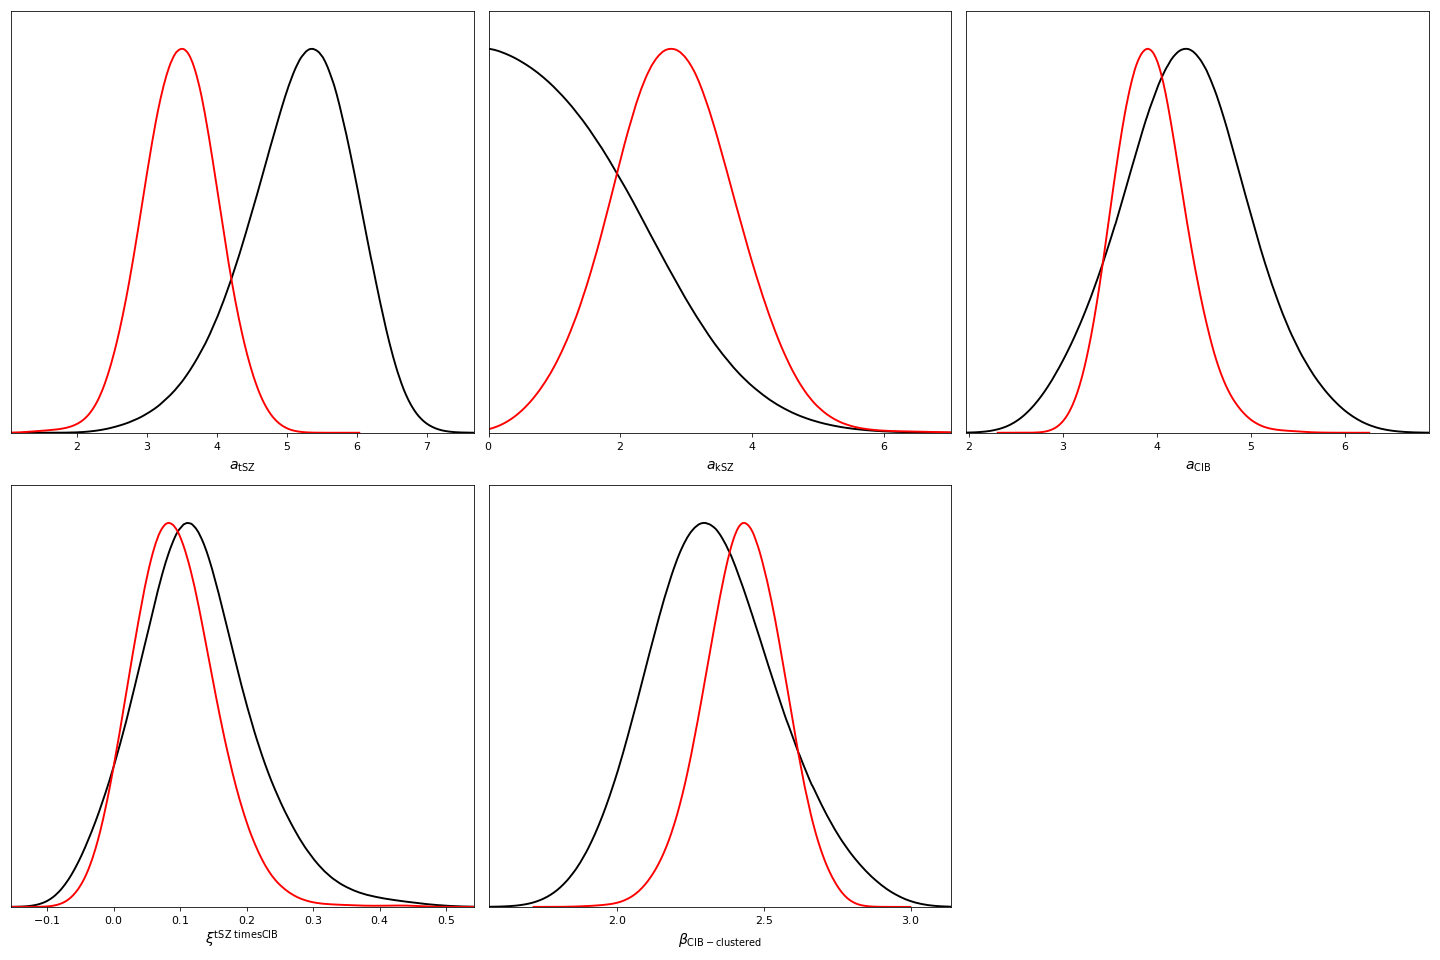 2 3 4 5 6 7
a_tSZ
0 2 4 6
a_kSZ
2 3 4 5 6
a_CIB
−0.1 0.0 0.1 0.2 0.3 0.4 0.5
ξ^tSZ timesCIB
2.0 2.5 3.0
β_CIB − clustered